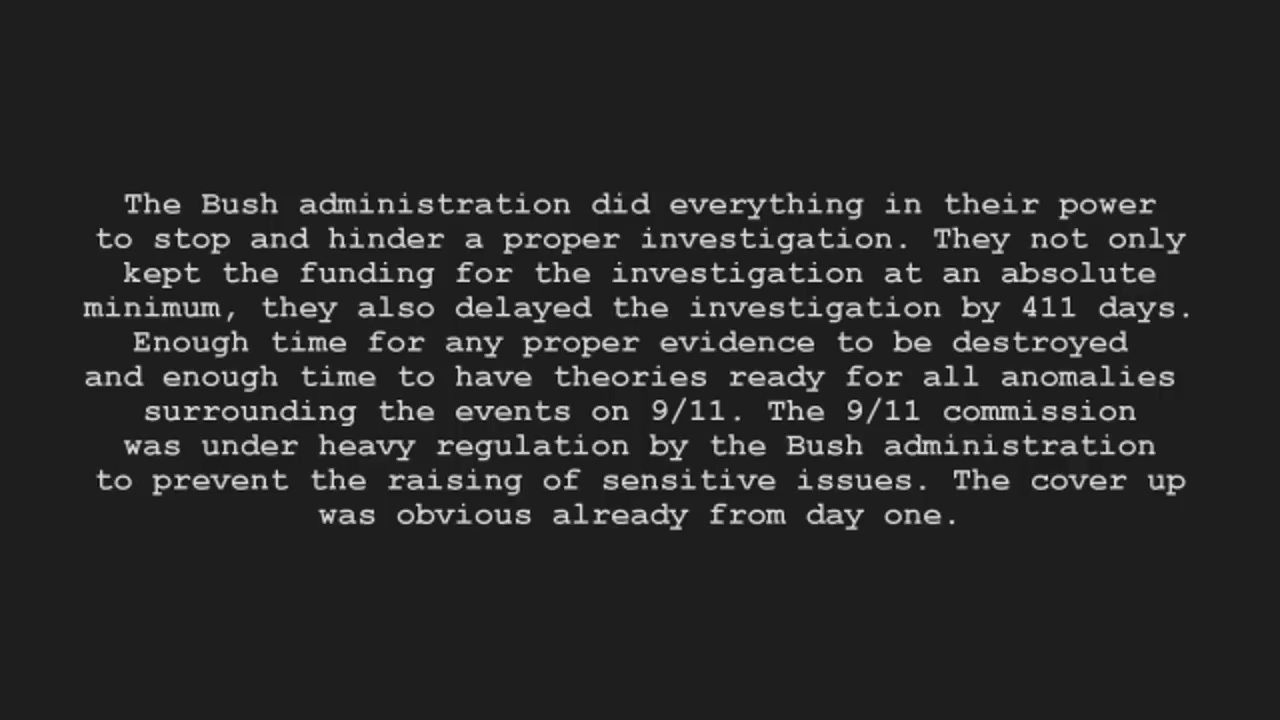 The Bush administration did everything in their power
to stop and hinder a proper investigation. They not only
kept the funding for the investigation at an absolute
minimum, they also delayed the investigation by 411 days.
Enough time for any proper evidence to be destroyed
and enough time to have theories ready for all anomalies
surrounding the events on 9/11. The 9/11 commission
was under heavy regulation by the Bush administration
to prevent the raising of sensitive issues. The cover up
was obvious already from day one.